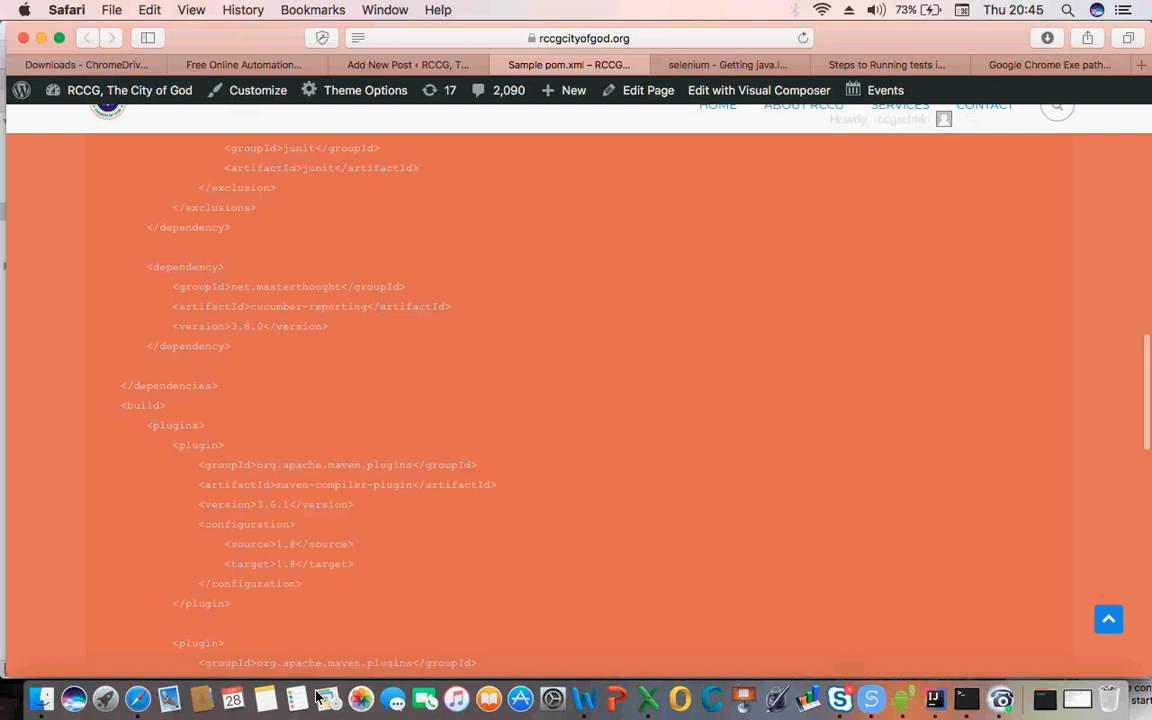 Safari File Edit View History Bookmarks Window Help 73% Thu 20:45
rccgcityofgod.org
Downloads - ChromeDriv... Free Online Automation... Add New Post ‹ RCCG, T... Sample pom.xml – RCCG... selenium - Getting java.l... Steps to Running tests i... Google Chrome Exe path...
RCCG, The City of God Customize Theme Options 17 2,090 New Edit Page Edit with Visual Composer Events
HOME ABOUT RCCG SERVICES CONTACT
Howdy, rccgadmin
<groupId>junit</groupId>
<artifactId>junit</artifactId>
</exclusion>
</exclusions>
</dependency>
<dependency>
<groupId>net.masterthought</groupId>
<artifactId>cucumber-reporting</artifactId>
<version>3.8.0</version>
</dependency>
</dependencies>
<build>
<plugins>
<plugin>
<groupId>org.apache.maven.plugins</groupId>
<artifactId>maven-compiler-plugin</artifactId>
<version>3.6.1</version>
<configuration>
<source>1.8</source>
<target>1.8</target>
</configuration>
</plugin>
<plugin>
<groupId>org.apache.maven.plugins</groupId>
28